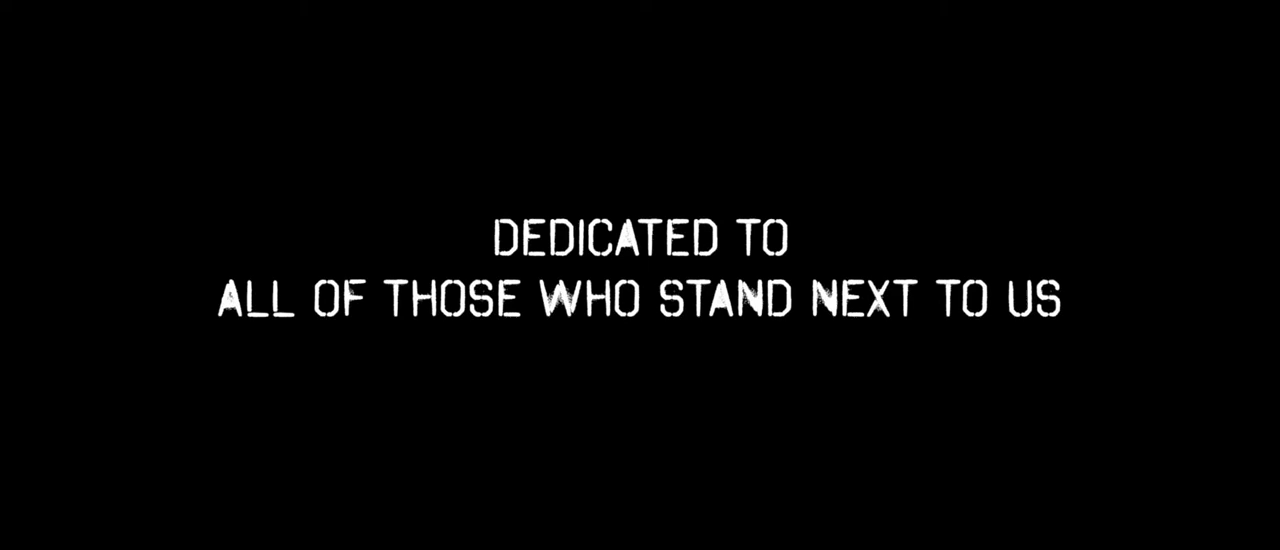 DEDICATED TO
ALL OF THOSE WHO STAND NEXT TO US